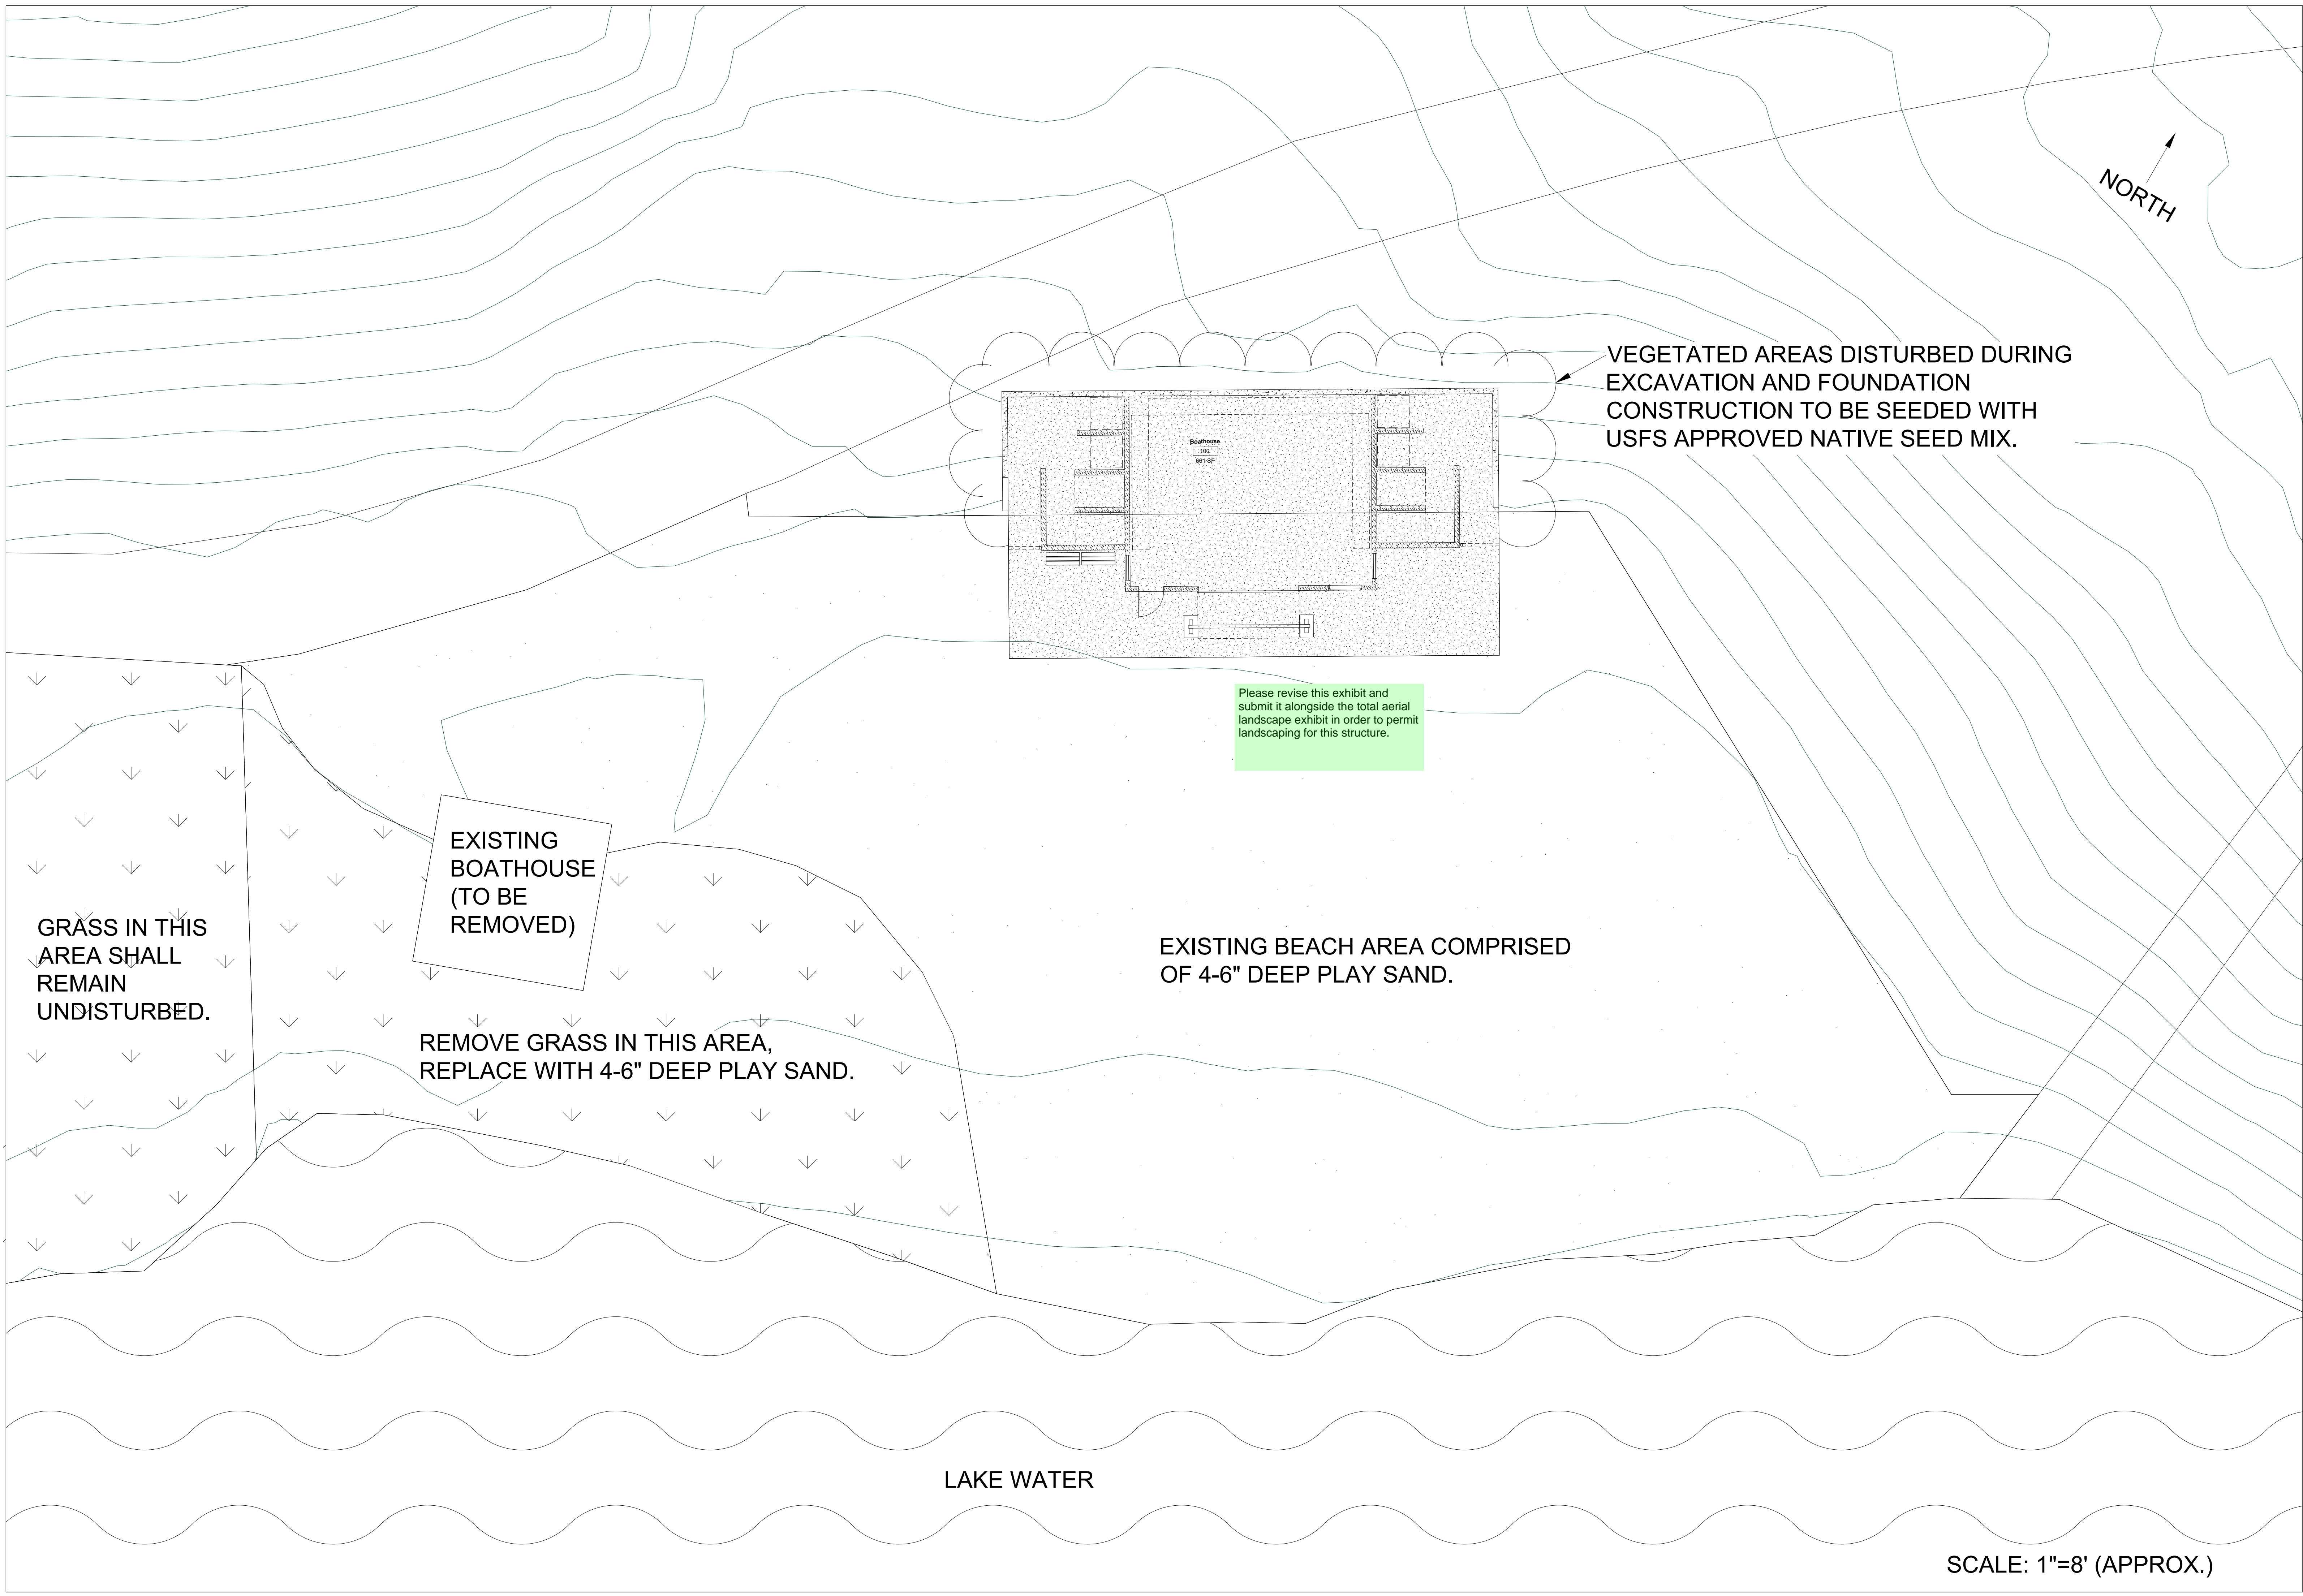 NORTH
VEGETATED AREAS DISTURBED DURING
EXCAVATION AND FOUNDATION
CONSTRUCTION TO BE SEEDED WITH
USFS APPROVED NATIVE SEED MIX.
Boathouse
100
661 SF
Please revise this exhibit and
submit it alongside the total aerial
landscape exhibit in order to permit
landscaping for this structure.
EXISTING
BOATHOUSE
(TO BE
REMOVED)
GRASS IN THIS
AREA SHALL
REMAIN
UNDISTURBED.
EXISTING BEACH AREA COMPRISED
OF 4-6" DEEP PLAY SAND.
REMOVE GRASS IN THIS AREA,
REPLACE WITH 4-6" DEEP PLAY SAND.
LAKE WATER
SCALE: 1"=8' (APPROX.)